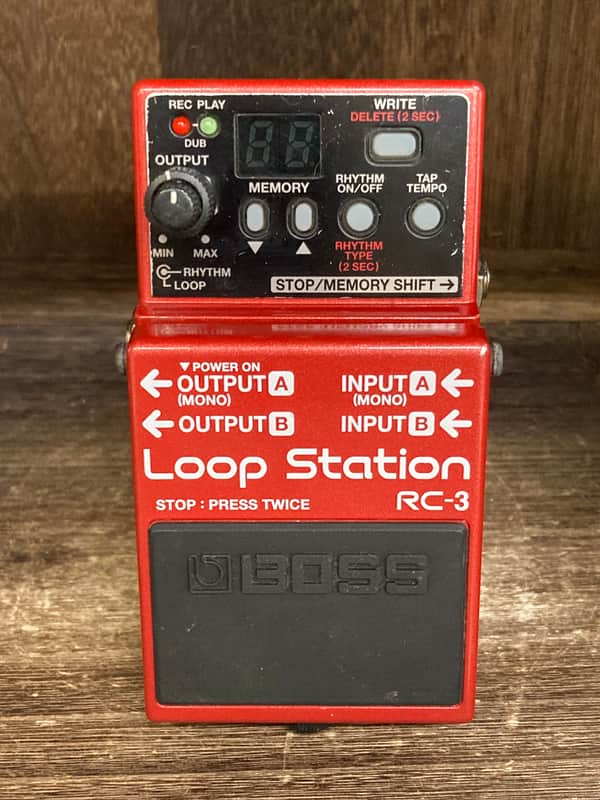 REC PLAY
DUB
WRITE
DELETE (2 SEC)
OUTPUT
MEMORY
RHYTHM
ON/OFF
TAP
TEMPO
▼ ▲
RHYTHM
TYPE
(2 SEC)
MIN MAX
RHYTHM
LOOP
STOP/MEMORY SHIFT →
▼ POWER ON
← OUTPUT A
(MONO)
INPUT A ←
(MONO)
← OUTPUT B
INPUT B ←
Loop Station
STOP : PRESS TWICE
RC-3
BOSS